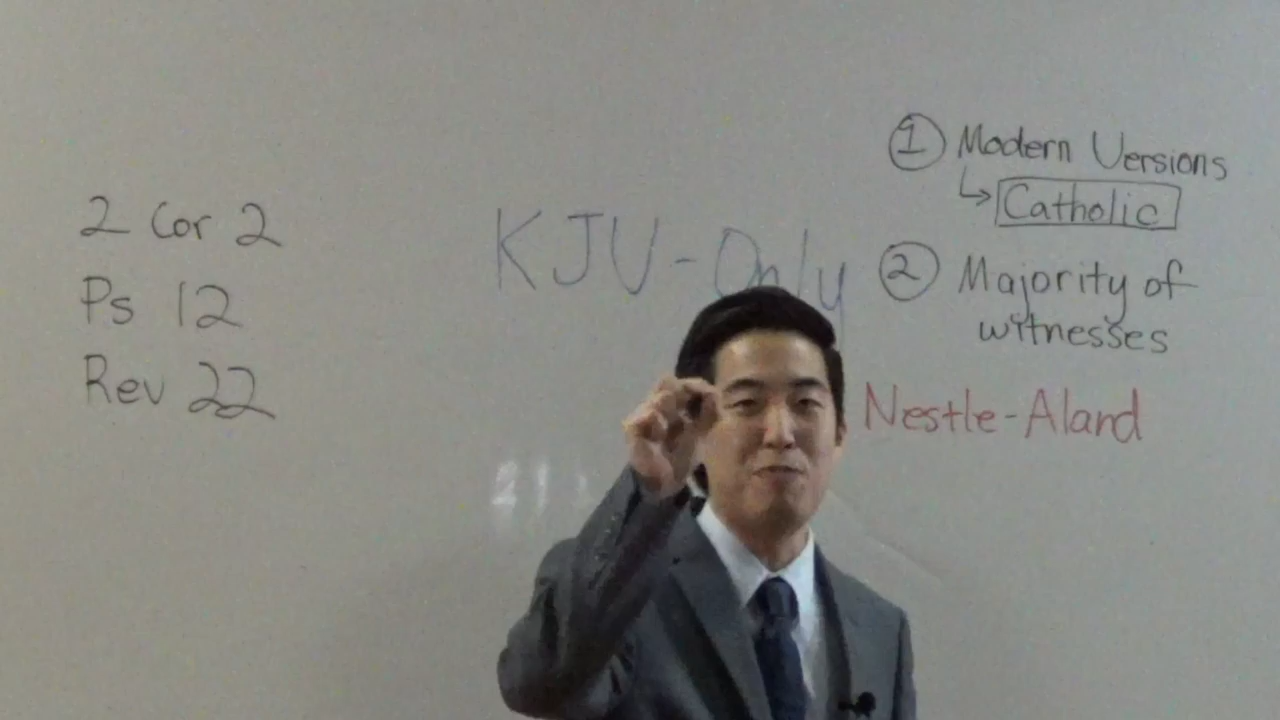 2 Cor 2
Ps 12
Rev 22
KJV-Only
① Modern Versions
↳ Catholic
② Majority of
witnesses
Nestle-Aland